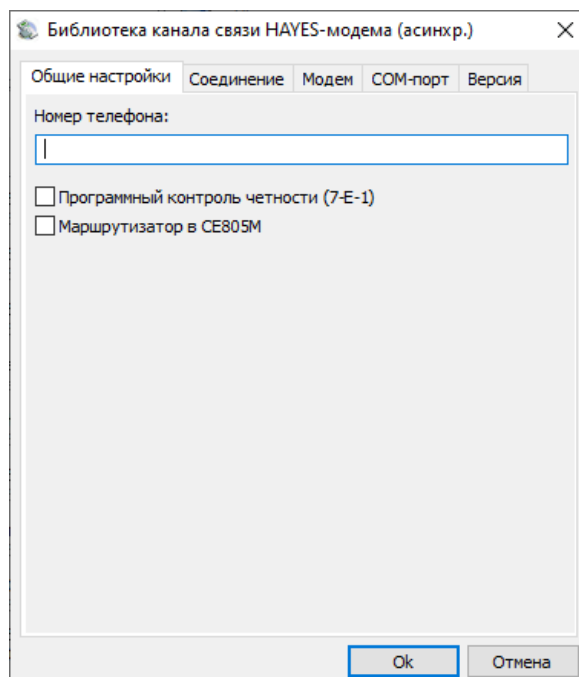 Библиотека канала связи HAYES-модема (асинхр.)
Общие настройки Соединение Модем COM-порт Версия
Номер телефона:
Программный контроль четности (7-E-1)
Маршрутизатор в CE805M
Ok Отмена